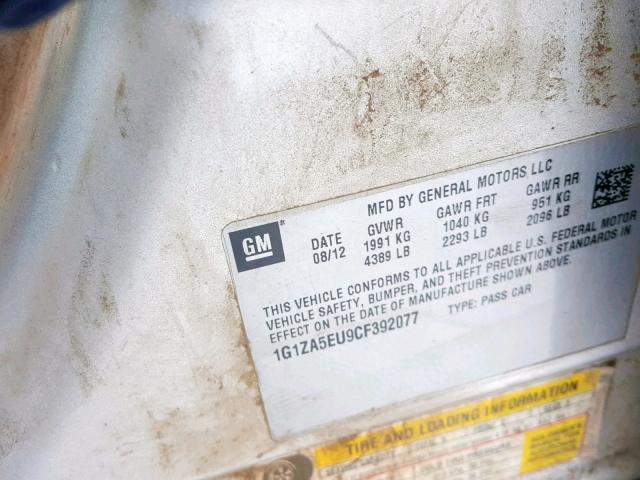 MFD BY GENERAL MOTORS LLC
GM
DATE GVWR GAWR FRT GAWR RR
08/12 1991 KG 1040 KG 951 KG
4389 LB 2293 LB 2096 LB
THIS VEHICLE CONFORMS TO ALL APPLICABLE U.S. FEDERAL MOTOR
VEHICLE SAFETY, BUMPER, AND THEFT PREVENTION STANDARDS IN
EFFECT ON THE DATE OF MANUFACTURE SHOWN ABOVE.
1G1ZA5EU9CF392077 TYPE: PASS CAR
TIRE AND LOADING INFORMATION